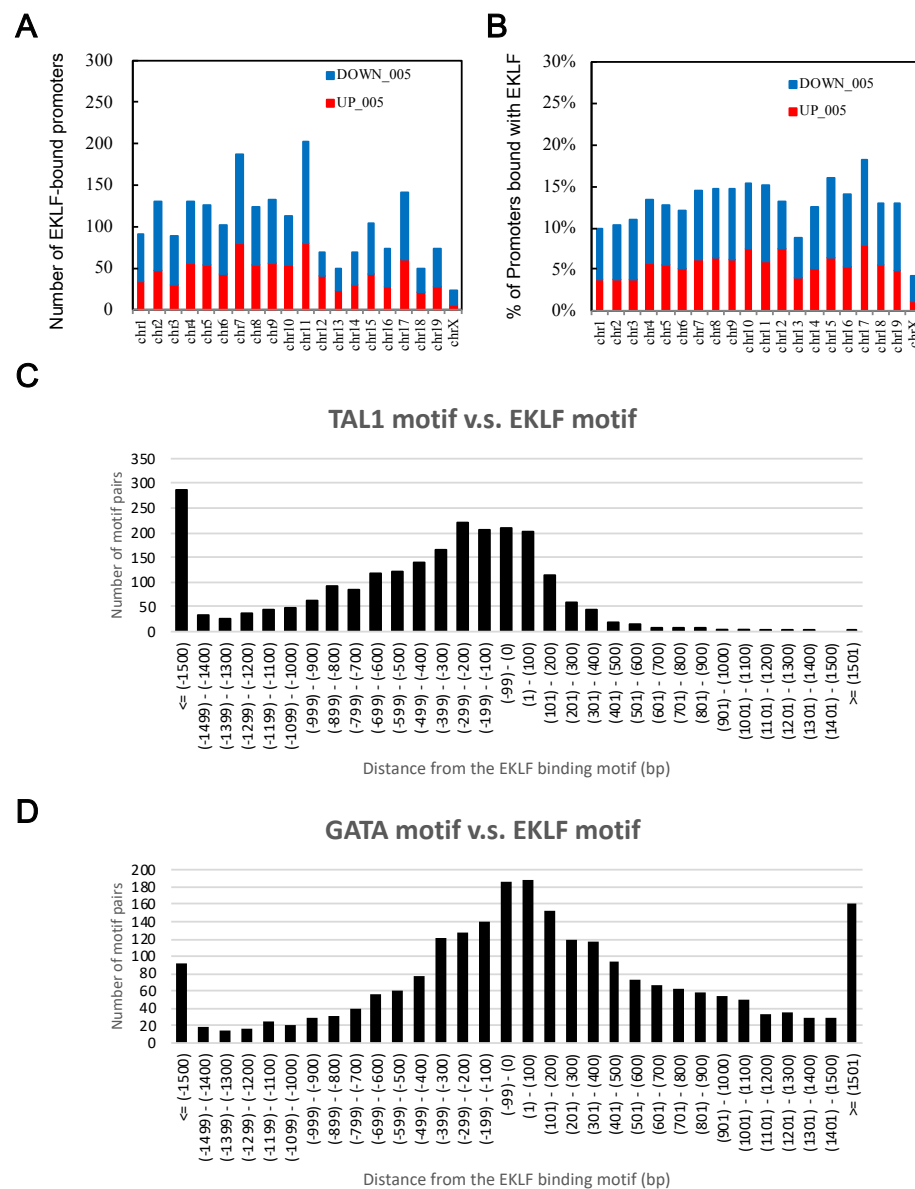 A
Number of EKLF-bound promoters
300
250
200
150
100
50
0
DOWN_005
UP_005
chr1
chr2
chr3
chr4
chr5
chr6
chr7
chr8
chr9
chr10
chr11
chr12
chr13
chr14
chr15
chr16
chr17
chr18
chr19
chrX
B
% of Promoters bound with EKLF
30%
25%
20%
15%
10%
5%
0%
DOWN_005
UP_005
chr1
chr2
chr3
chr4
chr5
chr6
chr7
chr8
chr9
chr10
chr11
chr12
chr13
chr14
chr15
chr16
chr17
chr18
chr19
chrX
C
TAL1 motif v.s. EKLF motif
Number of motif pairs
350
300
250
200
150
100
50
0
<= (-1500)
(-1499) - (-1400)
(-1399) - (-1300)
(-1299) - (-1200)
(-1199) - (-1100)
(-1099) - (-1000)
(-999) - (-900)
(-899) - (-800)
(-799) - (-700)
(-699) - (-600)
(-599) - (-500)
(-499) - (-400)
(-399) - (-300)
(-299) - (-200)
(-199) - (-100)
(-99) - (0)
(1) - (100)
(101) - (200)
(201) - (300)
(301) - (400)
(401) - (500)
(501) - (600)
(601) - (700)
(701) - (800)
(801) - (900)
(901) - (1000)
(1001) - (1100)
(1101) - (1200)
(1201) - (1300)
(1301) - (1400)
(1401) - (1500)
>= (1501)
Distance from the EKLF binding motif (bp)
D
GATA motif v.s. EKLF motif
Number of motif pairs
200
180
160
140
120
100
80
60
40
20
0
<= (-1500)
(-1499) - (-1400)
(-1399) - (-1300)
(-1299) - (-1200)
(-1199) - (-1100)
(-1099) - (-1000)
(-999) - (-900)
(-899) - (-800)
(-799) - (-700)
(-699) - (-600)
(-599) - (-500)
(-499) - (-400)
(-399) - (-300)
(-299) - (-200)
(-199) - (-100)
(-99) - (0)
(1) - (100)
(101) - (200)
(201) - (300)
(301) - (400)
(401) - (500)
(501) - (600)
(601) - (700)
(701) - (800)
(801) - (900)
(901) - (1000)
(1001) - (1100)
(1101) - (1200)
(1201) - (1300)
(1301) - (1400)
(1401) - (1500)
>= (1501)
Distance from the EKLF binding motif (bp)